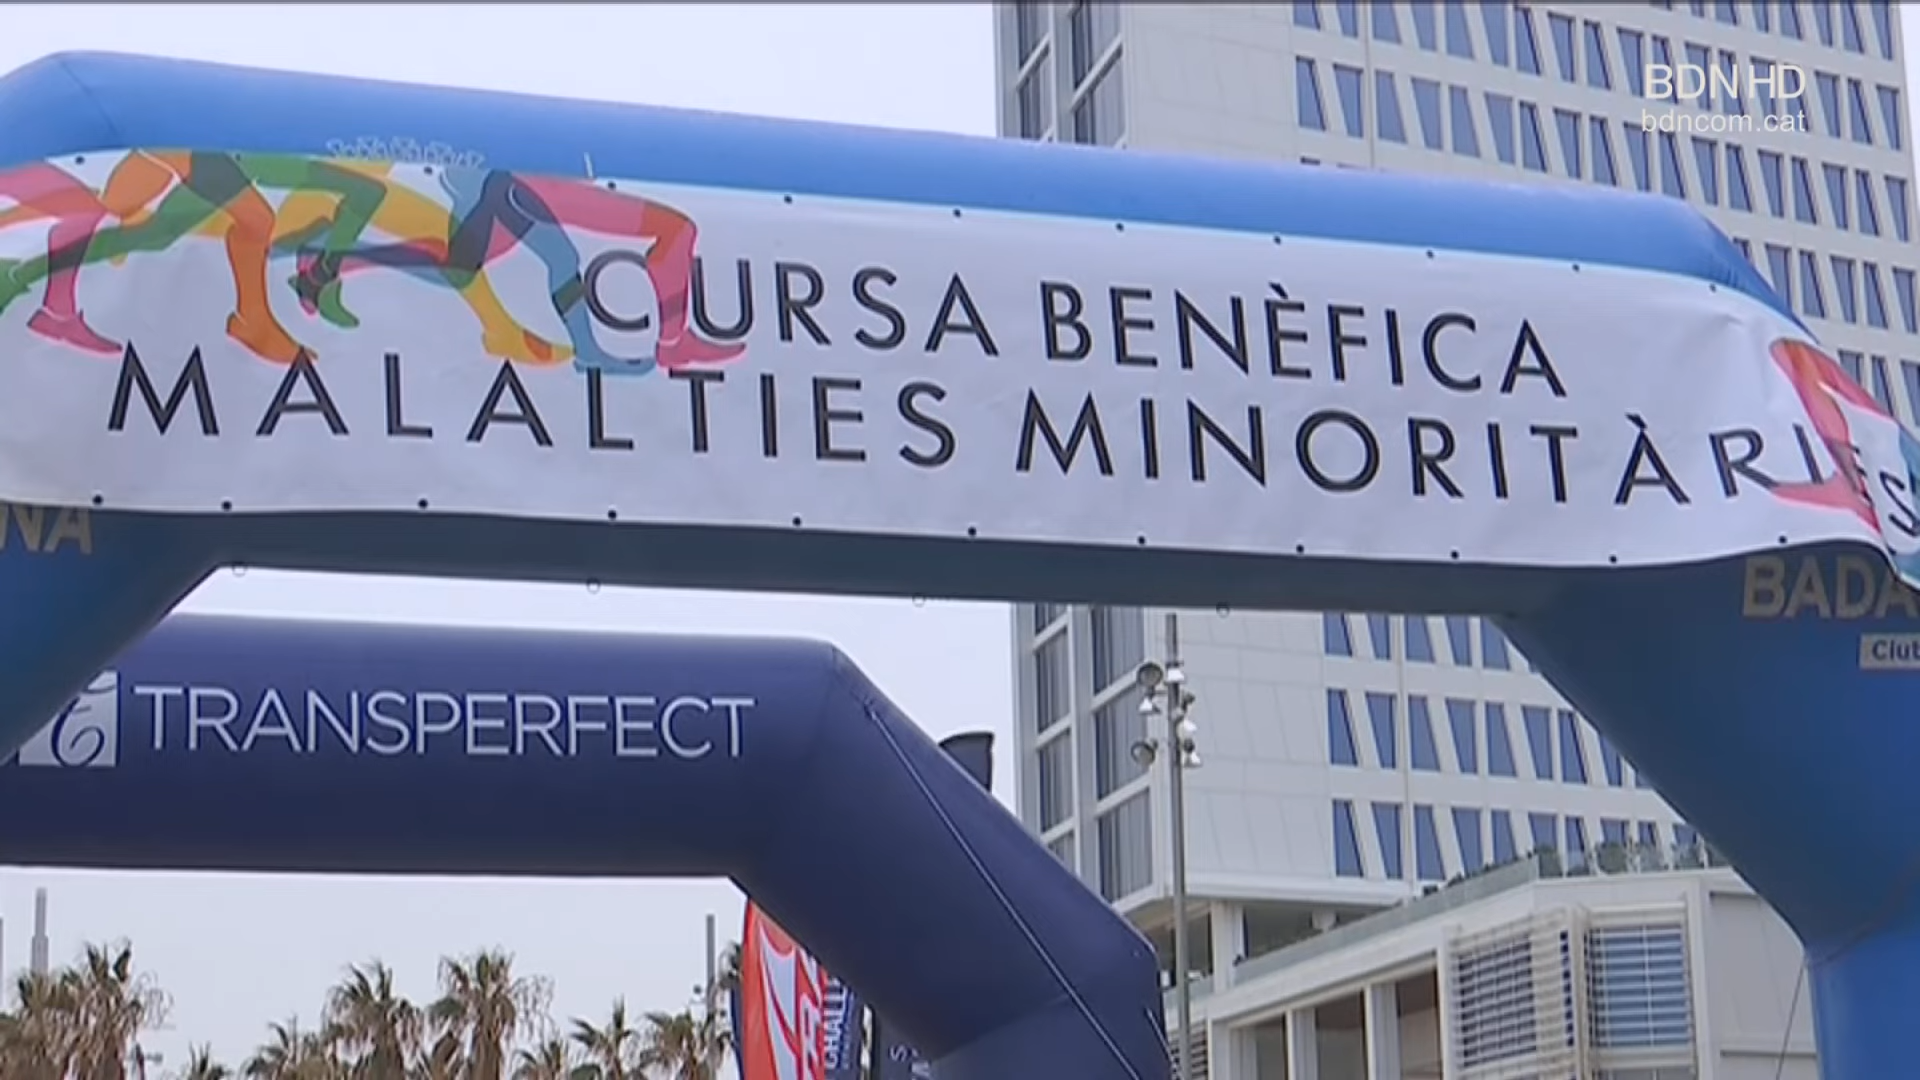 BDN HD
bdncom.cat
CURSA BENÈFICA
MALALTIES MINORITÀRIES
TRANSPERFECT